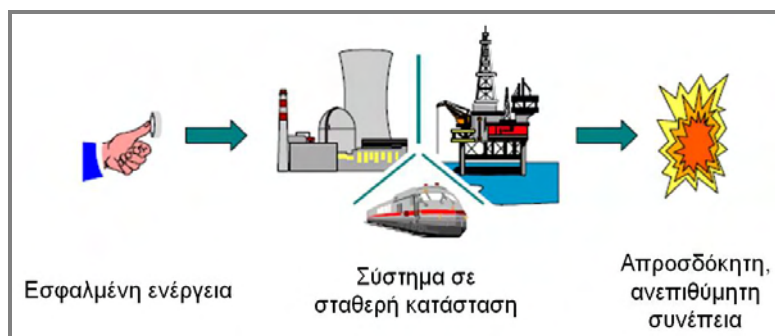 Εσφαλμένη ενέργεια
Σύστημα σε
σταθερή κατάσταση
Απροσδόκητη,
ανεπιθύμητη
συνέπεια